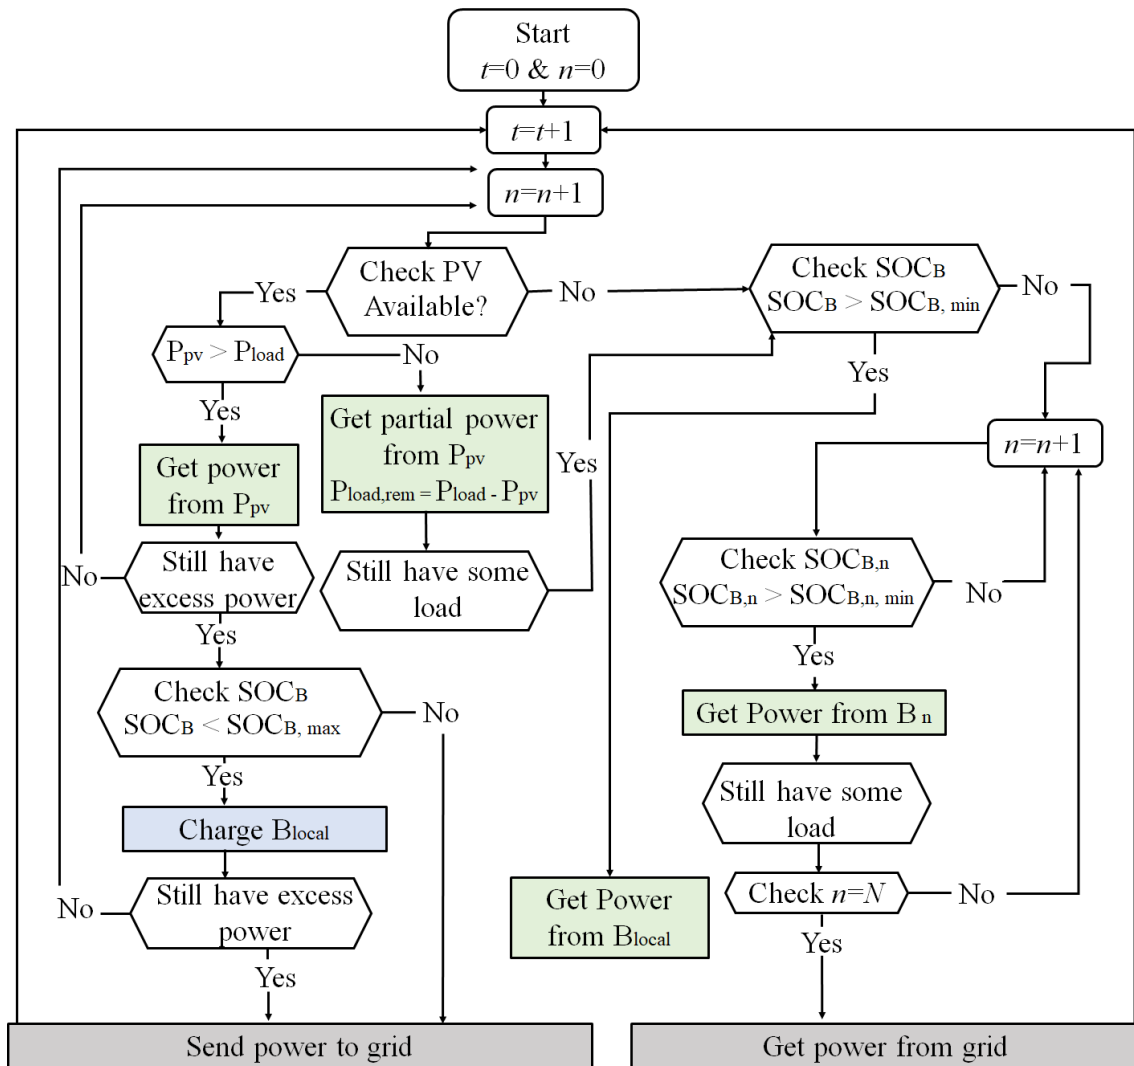 Start
t=0 & n=0
t=t+1
n=n+1
Check PV
Available?
Yes
No
Check SOCB
SOCB > SOCB, min
No
Yes
Ppv > Pload
No
Yes
Get partial power
from Ppv
Pload,rem = Pload - Ppv
Yes
n=n+1
Get power
from Ppv
Still have
excess power
No
Yes
Still have some
load
Check SOCB,n
SOCB,n > SOCB,n, min
No
Yes
Check SOCB
SOCB < SOCB, max
No
Yes
Get Power from B n
Charge Blocal
Still have some
load
Still have excess
power
No
Yes
Get Power
from Blocal
Check n=N
No
Yes
Send power to grid
Get power from grid